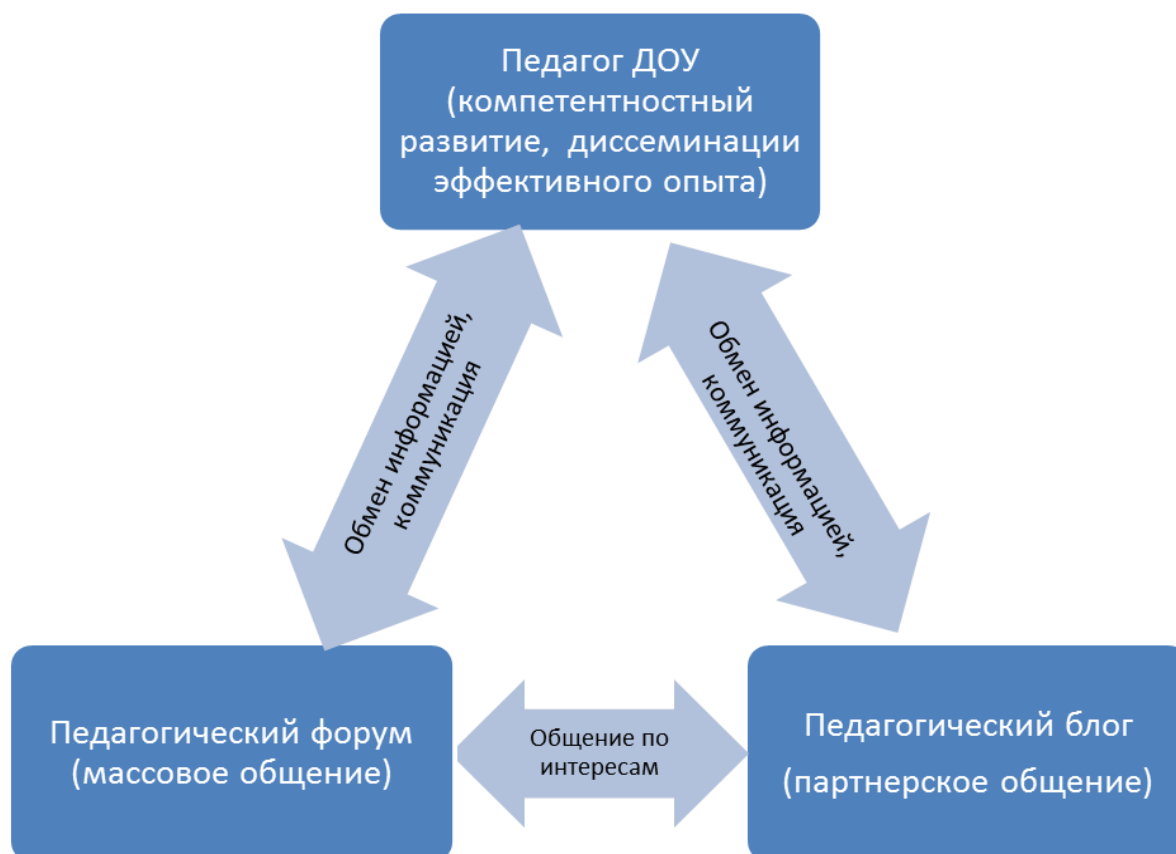 Педагог ДОУ
(компетентностный
развитие, диссеминации
эффективного опыта)
Обмен информацией,
коммуникация
Обмен информацией,
коммуникация
Педагогический форум
(массовое общение)
Общение по
интересам
Педагогический блог
(партнерское общение)